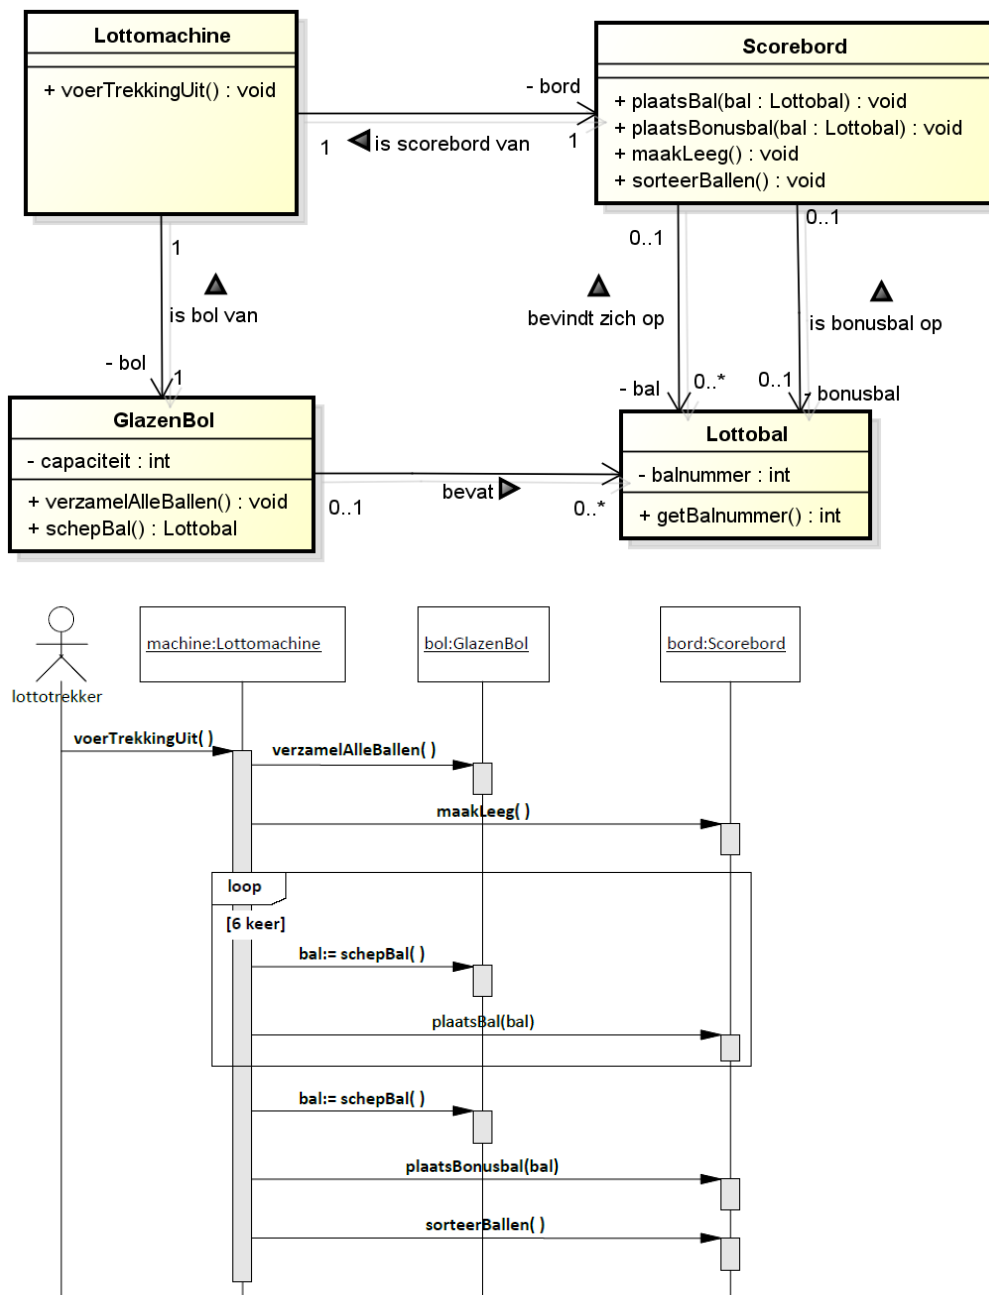 Lottomachine
+ voerTrekkingUit() : void
Scorebord
+ plaatsBal(bal : Lottobal) : void
+ plaatsBonusbal(bal : Lottobal) : void
+ maakLeeg() : void
+ sorteerBallen() : void
- bord
1
is scorebord van
1
1
is bol van
- bol
1
0..1
bevindt zich op
- bal
0..*
0..1
is bonusbal op
0..1
- bonusbal
GlazenBol
- capaciteit : int
+ verzamelAlleBallen() : void
+ schepBal() : Lottobal
0..1
bevat
0..*
Lottobal
- balnummer : int
+ getBalnummer() : int
lottotrekker
machine:Lottomachine
bol:GlazenBol
bord:Scorebord
voerTrekkingUit( )
verzamelAlleBallen( )
maakLeeg( )
loop
[6 keer]
bal:= schepBal( )
plaatsBal(bal)
bal:= schepBal( )
plaatsBonusbal(bal)
sorteerBallen( )